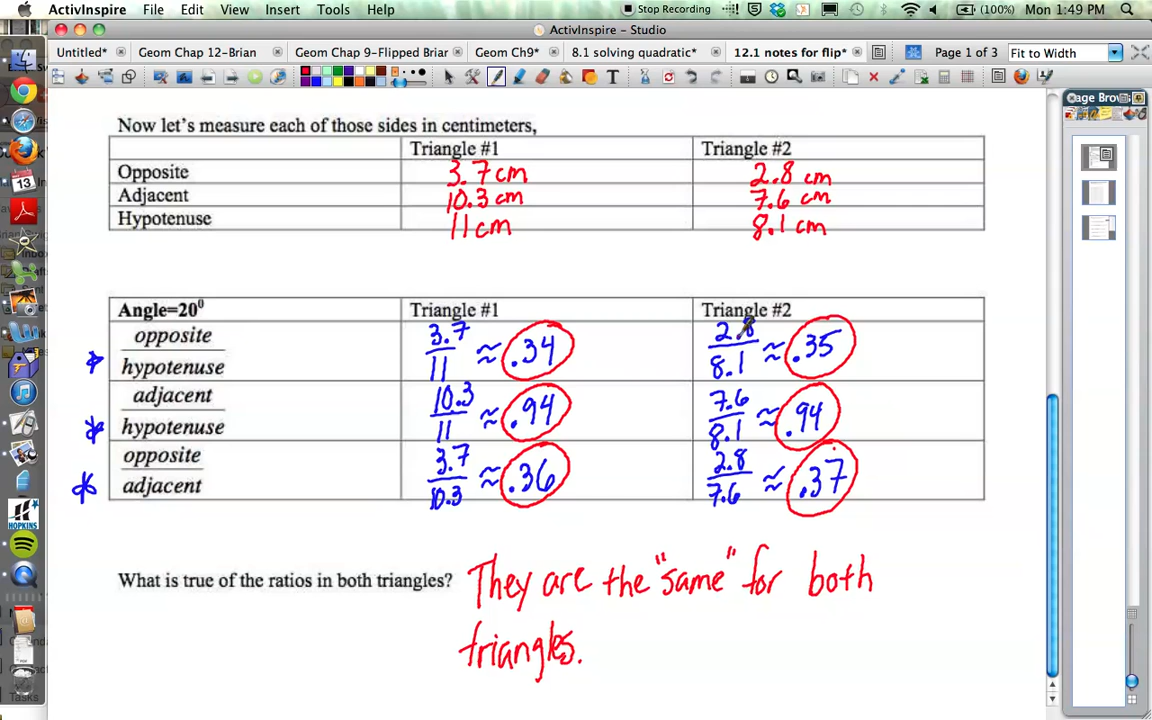 ActivInspire File Edit View Insert Tools Help Stop Recording (100%) Mon 1:49 PM
ActivInspire - Studio
Untitled* Geom Chap 12-Brian Geom Chap 9-Flipped Briar Geom Ch9* 8.1 solving quadratic* 12.1 notes for flip* Page 1 of 3 Fit to Width
Now let's measure each of those sides in centimeters,
Triangle #1 Triangle #2
Opposite 3.7 cm 2.8 cm
Adjacent 10.3 cm 7.6 cm
Hypotenuse 11 cm 8.1 cm
Angle=20⁰ Triangle #1 Triangle #2
opposite 3.7 2.8
≈ .34 ≈ .35
hypotenuse 11 8.1
adjacent 10.3 7.6
≈ .94 ≈ .94
hypotenuse 11 8.1
opposite 3.7 2.8
≈ .36 ≈ .37
adjacent 10.3 7.6
What is true of the ratios in both triangles? They are the "same" for both
triangles.
13
HOPKINS